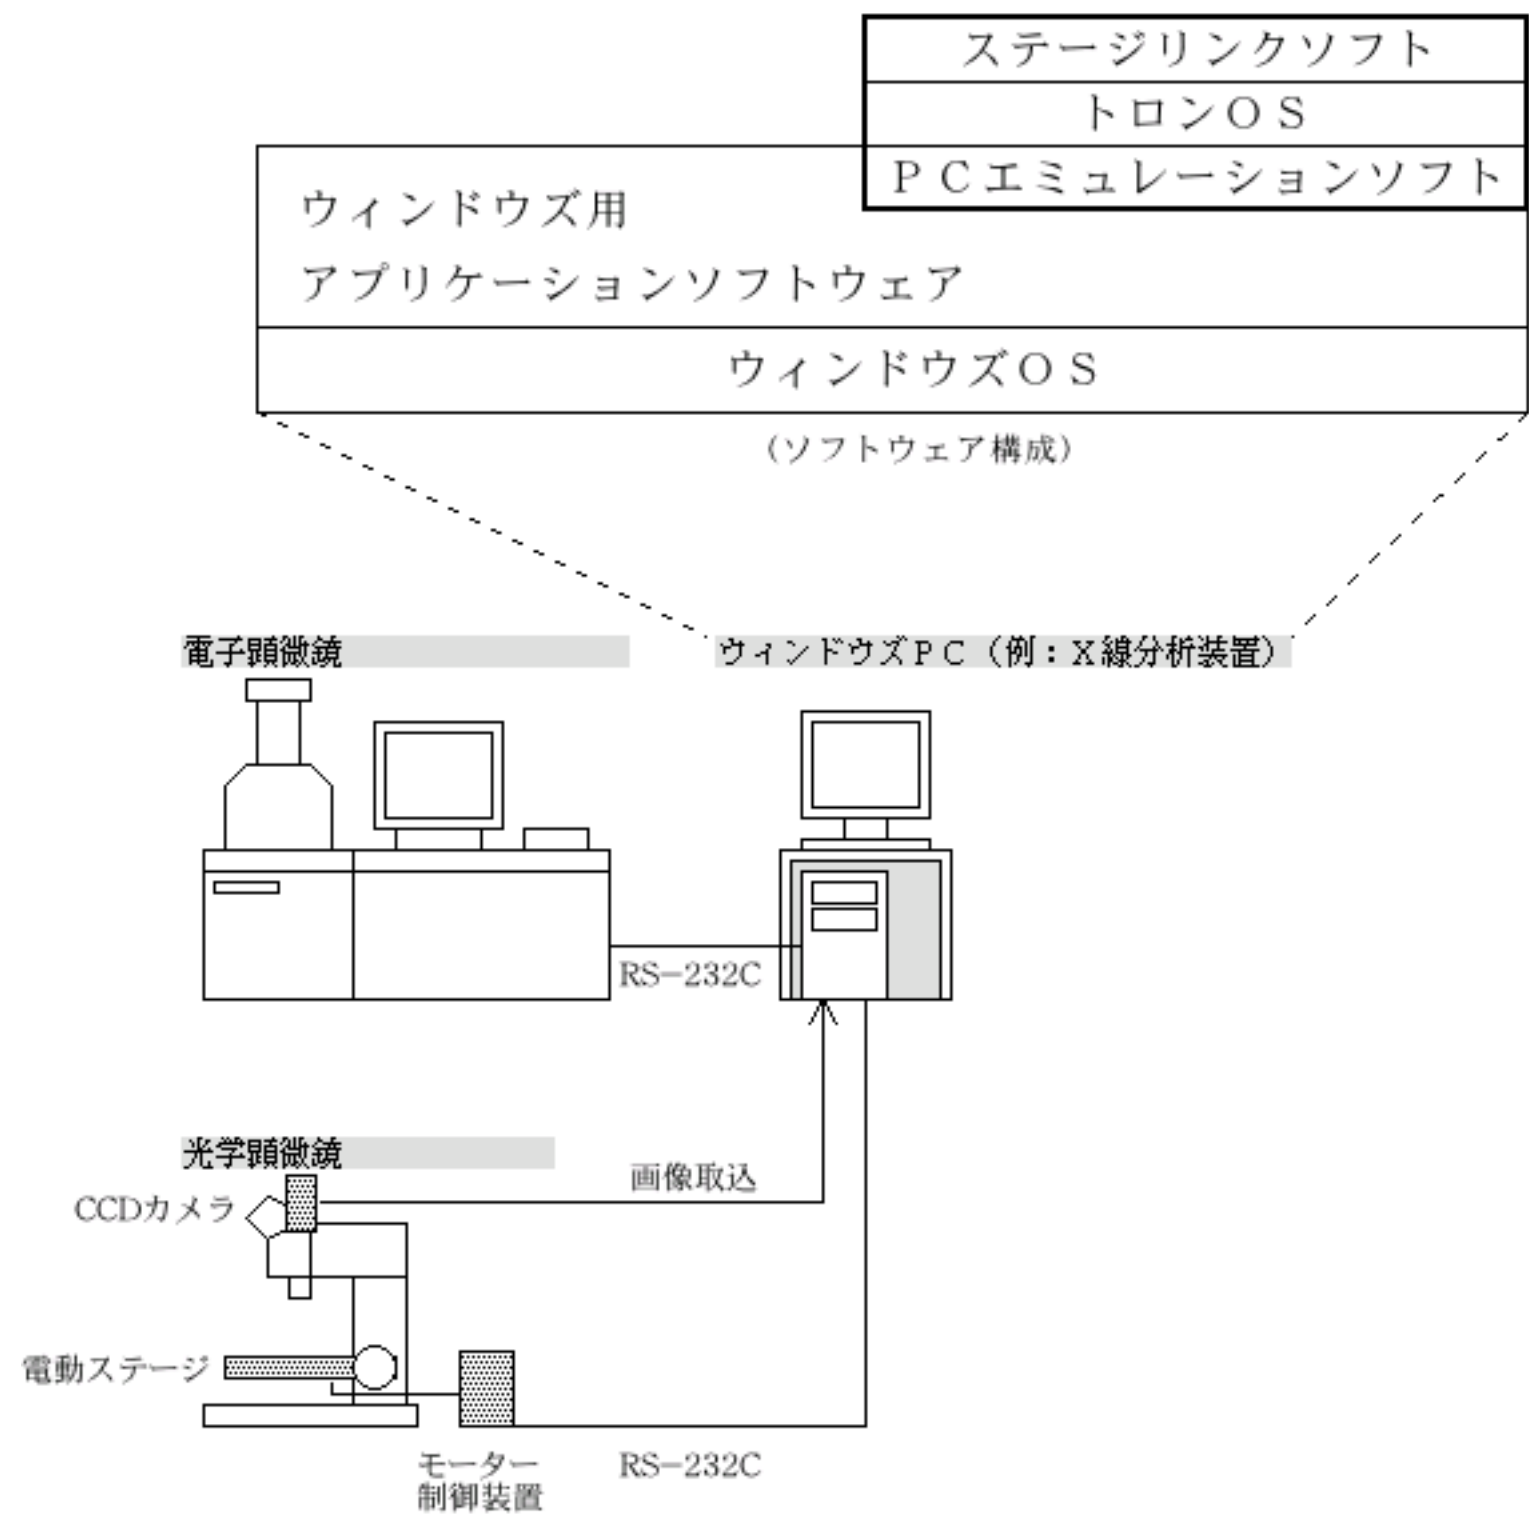 ステージリンクソフト
トロンＯＳ
ＰＣエミュレーションソフト
ウィンドウズ用
アプリケーションソフトウェア
ウィンドウズＯＳ
(ソフトウェア構成)
電子顕微鏡
ウィンドウズＰＣ（例：Ｘ線分析装置）
RS-232C
光学顕微鏡
画像取込
CCDカメラ
電動ステージ
モーター
制御装置
RS-232C